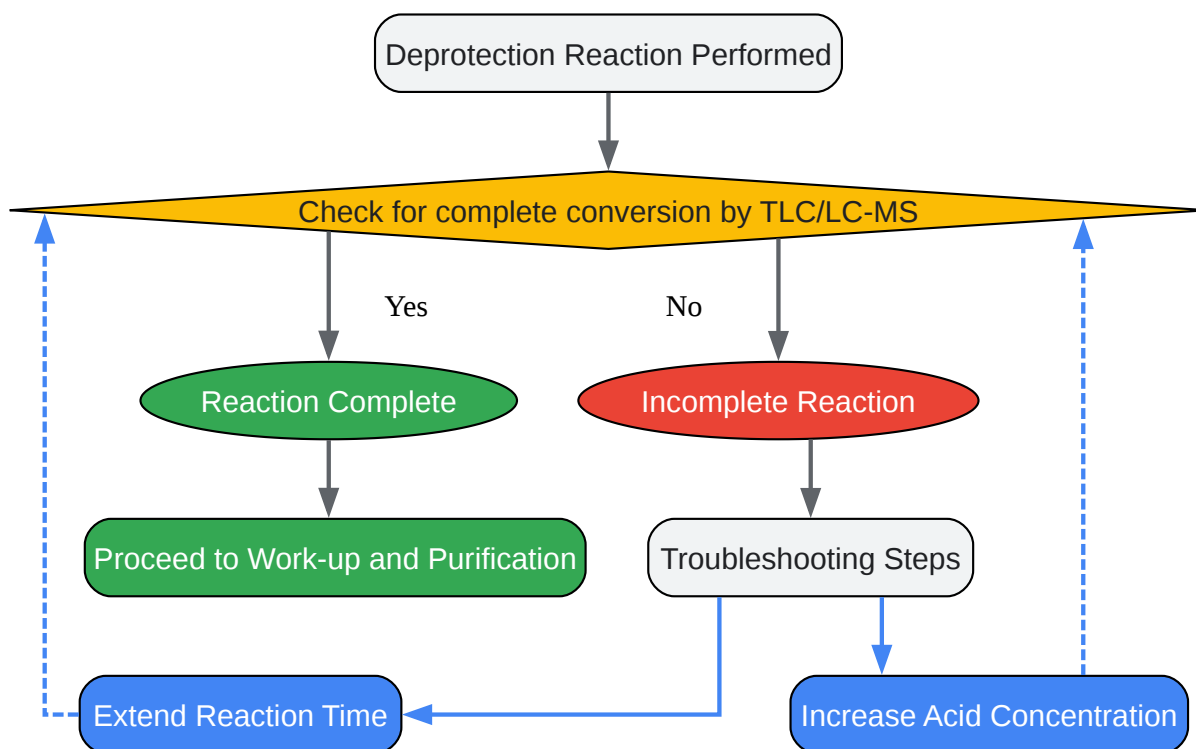 Deprotection Reaction Performed
Check for complete conversion by TLC/LC-MS
Yes
No
Reaction Complete
Incomplete Reaction
Proceed to Work-up and Purification
Troubleshooting Steps
Extend Reaction Time
Increase Acid Concentration